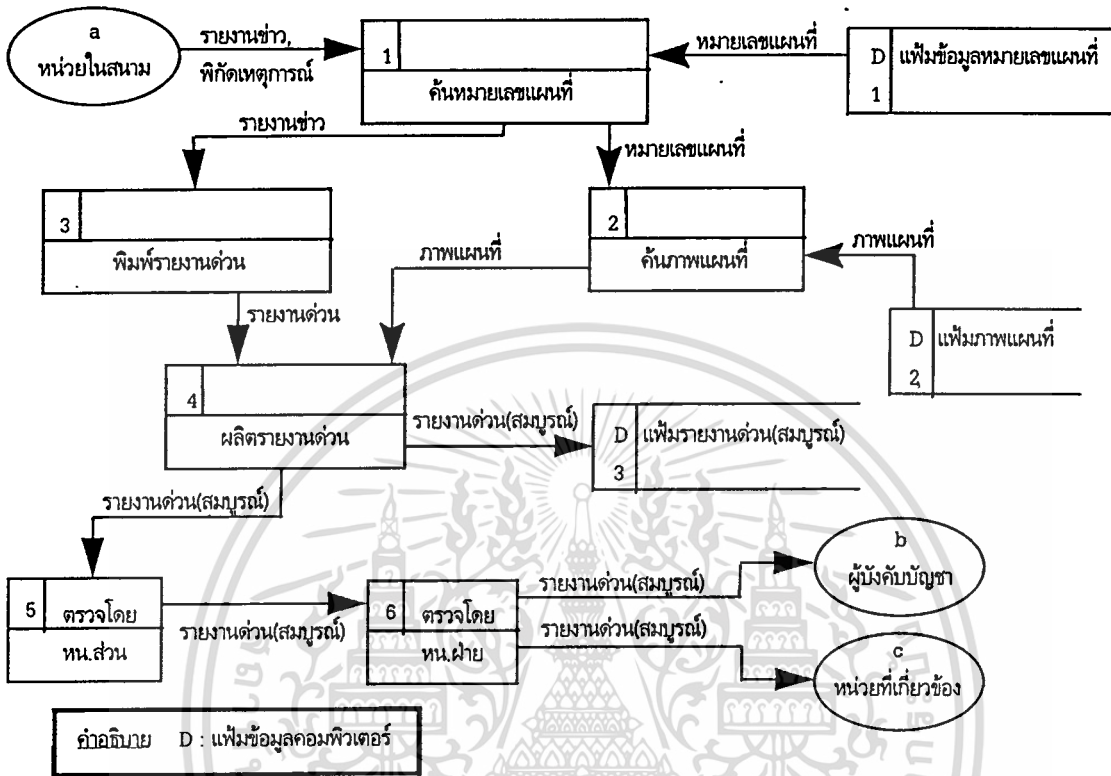 a
หน่วยในสนาม
รายงานข่าว,
พิกัดเหตุการณ์
1
ค้นหมายเลขแผนที่
หมายเลขแผนที่
D
1
แฟ้มข้อมูลหมายเลขแผนที่
รายงานข่าว
หมายเลขแผนที่
3
พิมพ์รายงานด่วน
2
ค้นภาพแผนที่
ภาพแผนที่
ภาพแผนที่
D
2
แฟ้มภาพแผนที่
รายงานด่วน
4
ผลิตรายงานด่วน
รายงานด่วน(สมบูรณ์)
D
3
แฟ้มรายงานด่วน(สมบูรณ์)
รายงานด่วน(สมบูรณ์)
5
ตรวจโดย
หน.ส่วน
รายงานด่วน(สมบูรณ์)
6
ตรวจโดย
หน.ฝ่าย
รายงานด่วน(สมบูรณ์)
b
ผู้บังคับบัญชา
รายงานด่วน(สมบูรณ์)
c
หน่วยที่เกี่ยวข้อง
คำอธิบาย D : แฟ้มข้อมูลคอมพิวเตอร์